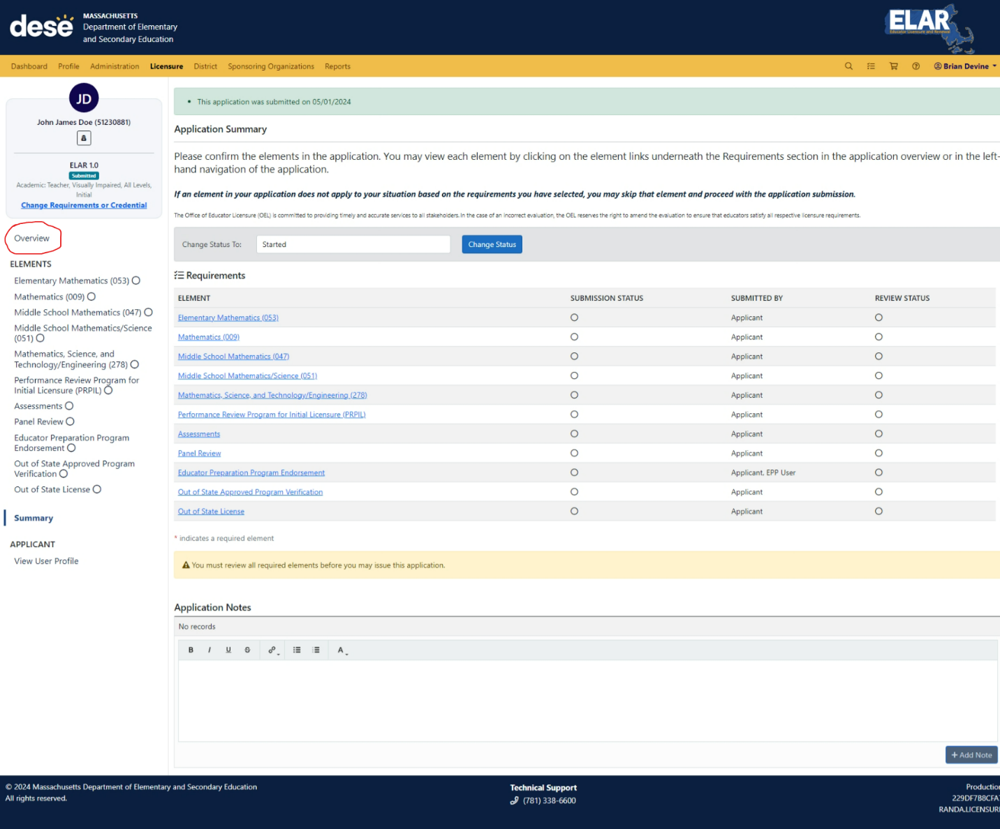 dese
MASSACHUSETTS
Department of Elementary
and Secondary Education
ELAR
Educator Licensure and Renewal
Dashboard Profile Administration Licensure District Sponsoring Organizations Reports
Brian Devine
JD
John James Doe (51230881)
ELAR 1.0
Submitted
Academic: Teacher, Visually Impaired, All Levels,
Initial
Change Requirements or Credential
Overview
ELEMENTS
Elementary Mathematics (053)
Mathematics (009)
Middle School Mathematics (047)
Middle School Mathematics/Science
(051)
Mathematics, Science, and
Technology/Engineering (278)
Performance Review Program for
Initial Licensure (PRPIL)
Assessments
Panel Review
Educator Preparation Program
Endorsement
Out of State Approved Program
Verification
Out of State License
Summary
APPLICANT
View User Profile
• This application was submitted on 05/01/2024
Application Summary
Please confirm the elements in the application. You may view each element by clicking on the element links underneath the Requirements section in the application overview or in the left-
hand navigation of the application.
If an element in your application does not apply to your situation based on the requirements you have selected, you may skip that element and proceed with the application submission.
The Office of Educator Licensure (OEL) is committed to providing timely and accurate services to all stakeholders. In the case of an incorrect evaluation, the OEL reserves the right to amend the evaluation to ensure that educators satisfy all respective licensure requirements.
Change Status To: Started Change Status
Requirements
ELEMENT SUBMISSION STATUS SUBMITTED BY REVIEW STATUS
Elementary Mathematics (053) Applicant
Mathematics (009) Applicant
Middle School Mathematics (047) Applicant
Middle School Mathematics/Science (051) Applicant
Mathematics, Science, and Technology/Engineering (278) Applicant
Performance Review Program for Initial Licensure (PRPIL) Applicant
Assessments Applicant
Panel Review Applicant
Educator Preparation Program Endorsement Applicant, EPP User
Out of State Approved Program Verification Applicant
Out of State License Applicant
* indicates a required element
You must review all required elements before you may issue this application.
Application Notes
No records
B I U S A
+ Add Note
© 2024 Massachusetts Department of Elementary and Secondary Education
All rights reserved.
Technical Support
(781) 338-6600
Production
229DF7B8CFA7
RANDA.LICENSURE